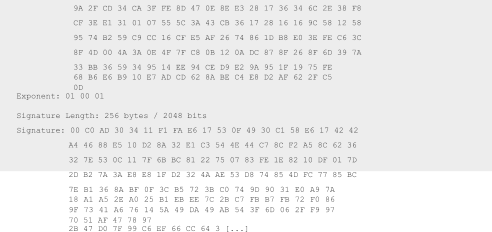 9A 2F CD 34 CA 3F FE 8D 47 0E 8E E3 28 17 36 34 6C 2E 38 F8
CF 3E E1 31 01 07 55 5C 3A 43 CB 36 17 28 16 16 9C 58 12 58
95 74 B2 59 C9 CC 16 CF E5 AF 26 74 86 1D B8 E0 3E FE C6 3C
8F 4D 00 4A 3A 0E 4F 7F C8 0B 12 0A DC 87 8F 26 8F 6D 39 7A
33 BB 36 59 34 95 14 EE 94 CE D9 E2 9A 95 1F 19 75 FE
68 B6 E6 B9 10 E7 AD CD 62 8A BE C4 E8 D2 AF 62 2F C5
0D
Exponent: 01 00 01
Signature Length: 256 bytes / 2048 bits
Signature: 00 C0 AD 30 34 11 F1 FA E6 17 53 0F 49 30 C1 58 E6 17 42 42
A4 46 88 E5 10 D2 8A 32 E1 C3 54 4E 44 C7 8C F2 A5 8C 62 36
32 7E 53 0C 11 7F 6B BC 81 22 75 07 83 FE 1E 82 10 DF 01 7D
2D B2 7A 3A E8 E8 1F D2 32 4A AE 53 D8 74 85 4D FC 77 85 BC
7E B1 36 8A BF 0F 3C B5 72 3B C0 74 9D 90 31 E0 A9 7A
18 A1 A5 2E A0 25 B1 EB EE 7C 2B C7 FB B7 FB 72 F0 86
9F 73 41 A6 76 14 5A 49 DA 49 AB 54 3F 6D 06 2F F9 97
70 51 AF 47 78 97
2B 47 D0 7F 99 C6 EF 66 CC 64 3 [...]